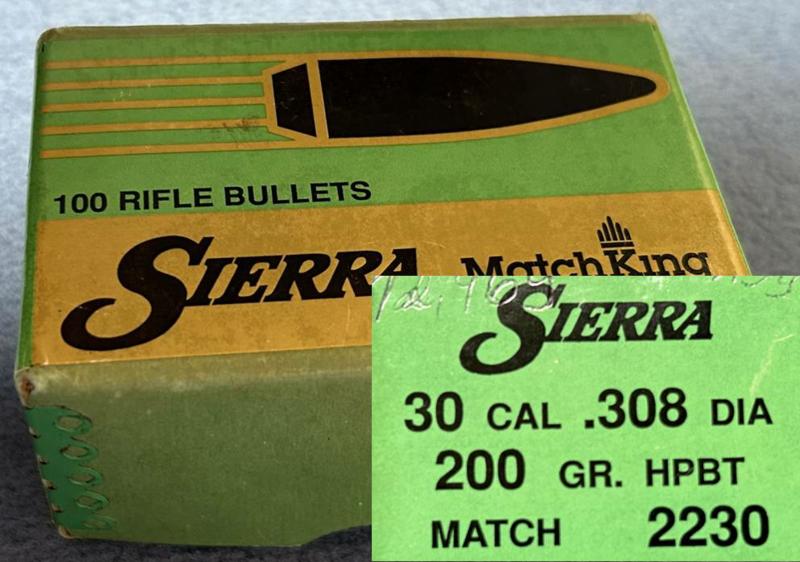 100 RIFLE BULLETS
SIERRA MatchKing
SIERRA
30 CAL .308 DIA
200 GR. HPBT
MATCH 2230